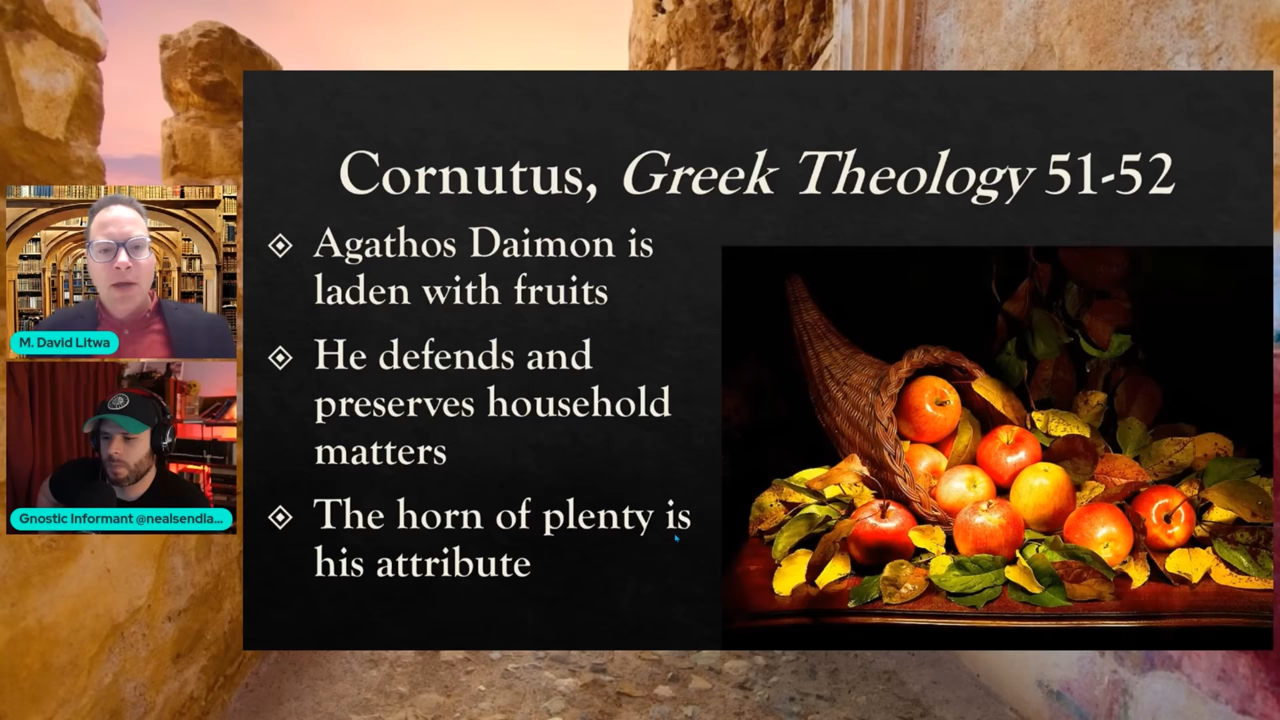 Cornutus, Greek Theology 51-52
Agathos Daimon is
laden with fruits
He defends and
preserves household
matters
The horn of plenty is
his attribute
M. David Litwa
Gnostic Informant @nealsendla...